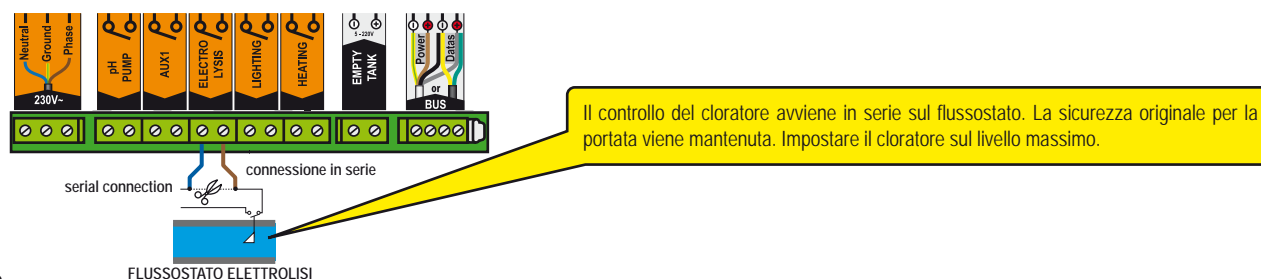 Neutral
Ground
Phase
230V~
pH
PUMP
AUX1
ELECTRO
LYSIS
LIGHTING
HEATING
5 - 220V
EMPTY
TANK
Power
Datas
or
BUS
Il controllo del cloratore avviene in serie sul flussostato. La sicurezza originale per la
portata viene mantenuta. Impostare il cloratore sul livello massimo.
connessione in serie
serial connection
FLUSSOSTATO ELETTROLISI